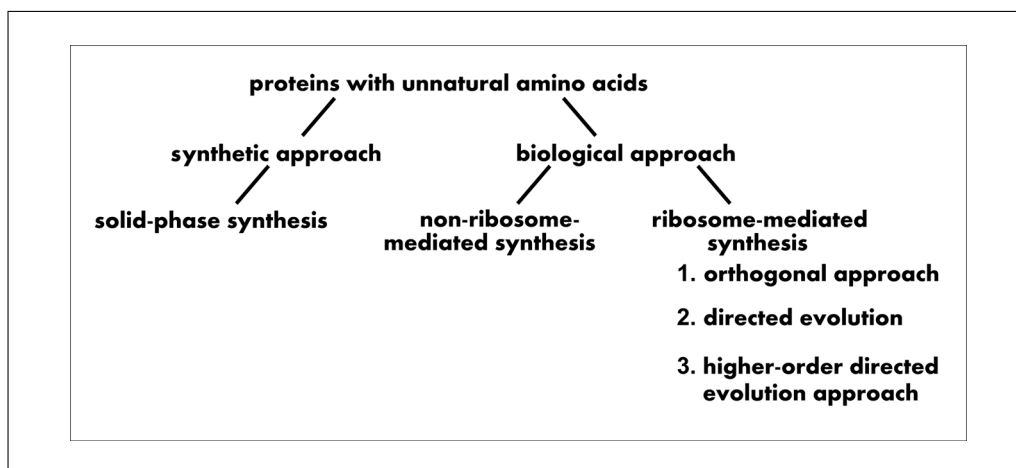 proteins with unnatural amino acids
synthetic approach
biological approach
solid-phase synthesis
non-ribosome-
mediated synthesis
ribosome-mediated
synthesis
1. orthogonal approach
2. directed evolution
3. higher-order directed
evolution approach